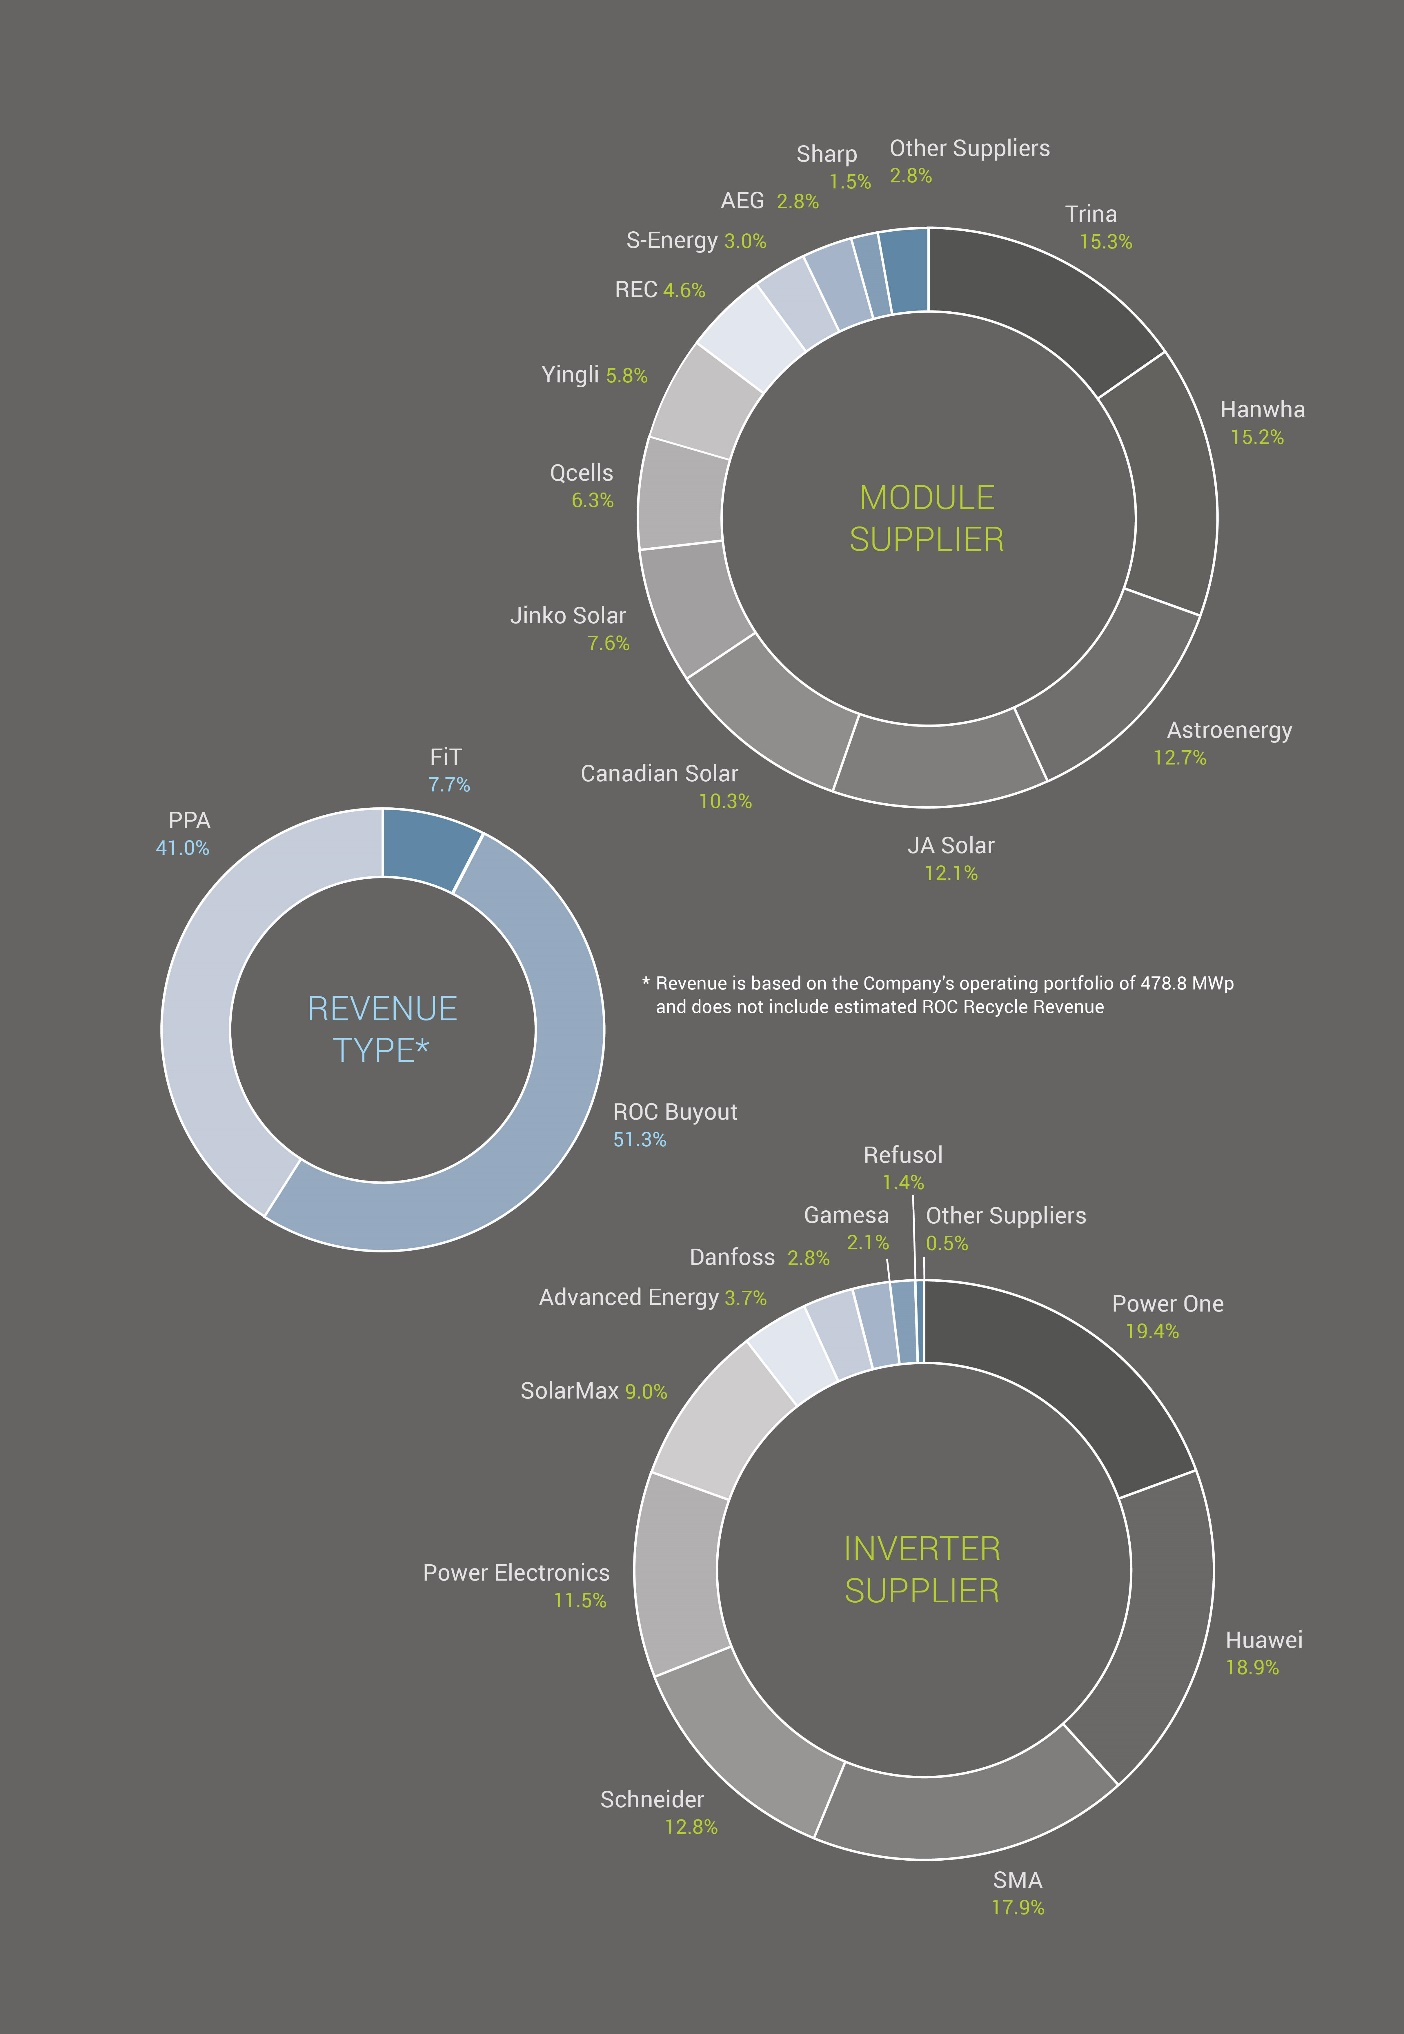 Sharp
1.5%
Other Suppliers
2.8%
AEG 2.8%
Trina
15.3%
S-Energy 3.0%
REC 4.6%
Yingli 5.8%
Hanwha
15.2%
Qcells
6.3%
MODULE
SUPPLIER
Jinko Solar
7.6%
Astroenergy
12.7%
Canadian Solar
10.3%
JA Solar
12.1%
FiT
7.7%
PPA
41.0%
REVENUE
TYPE*
* Revenue is based on the Company's operating portfolio of 478.8 MWp
and does not include estimated ROC Recycle Revenue
ROC Buyout
51.3%
Refusol
1.4%
Gamesa
2.1%
Other Suppliers
0.5%
Danfoss 2.8%
Advanced Energy 3.7%
Power One
19.4%
SolarMax 9.0%
INVERTER
SUPPLIER
Power Electronics
11.5%
Huawei
18.9%
Schneider
12.8%
SMA
17.9%